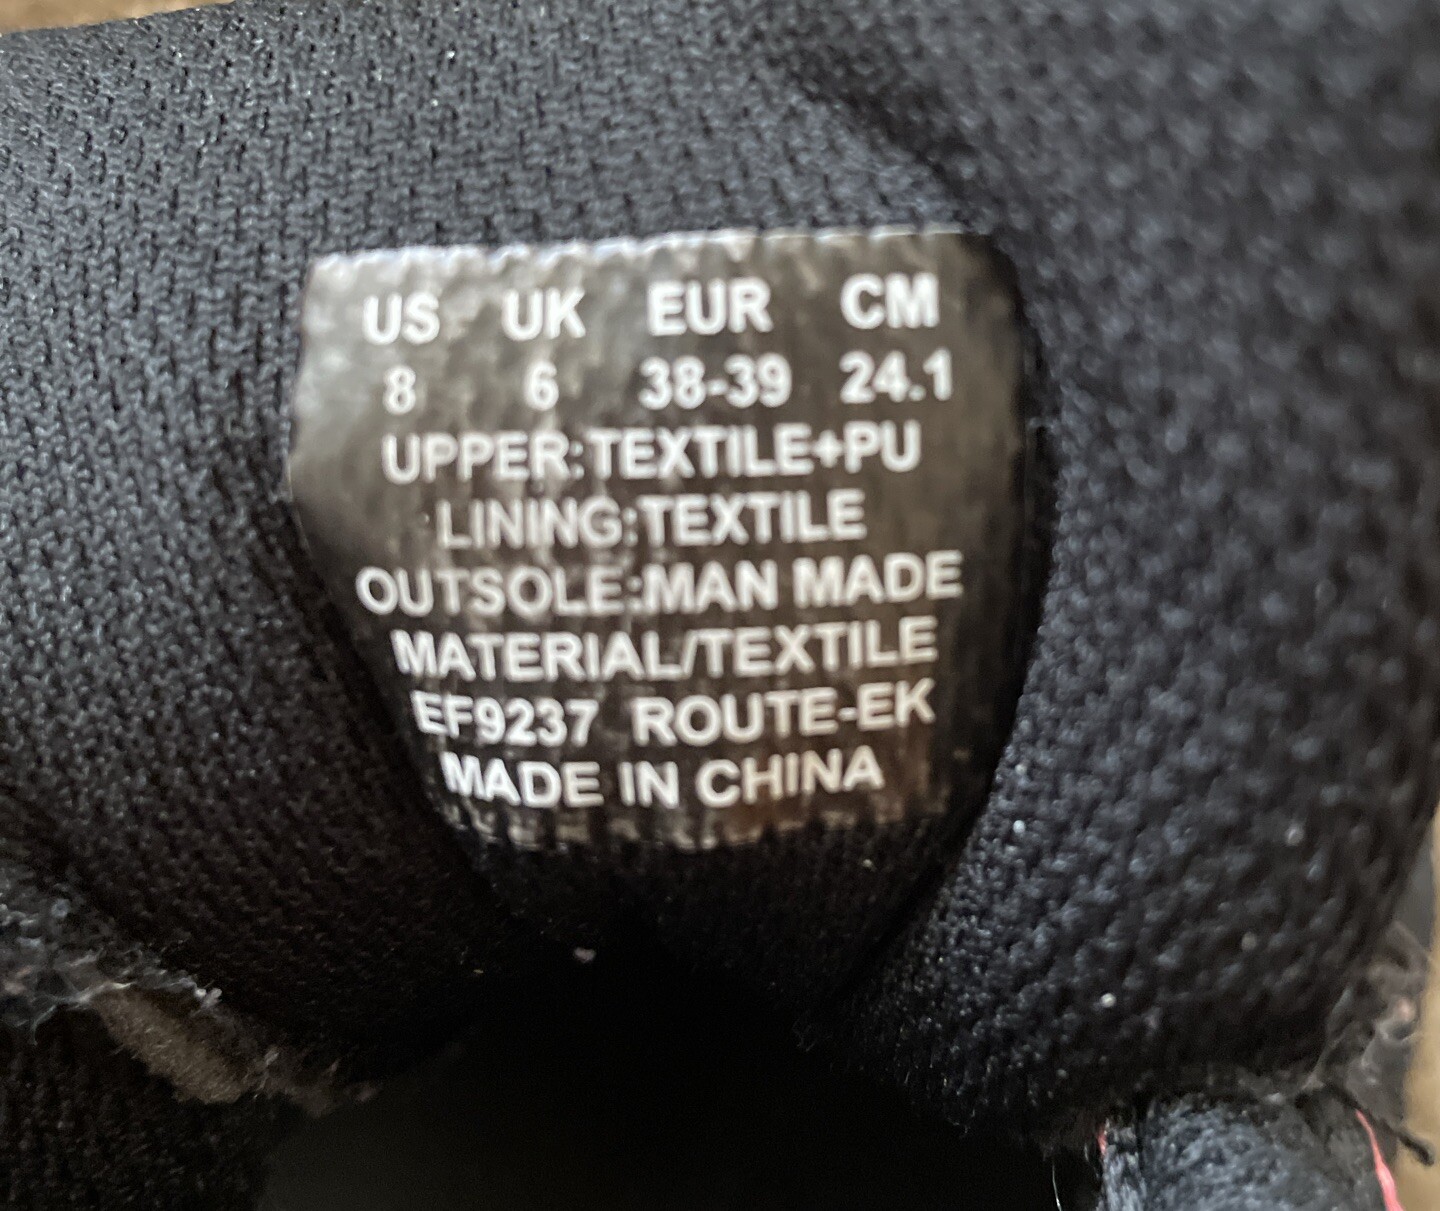 US UK EUR CM
8 6 38-39 24.1
UPPER:TEXTILE+PU
LINING:TEXTILE
OUTSOLE:MAN MADE
MATERIAL/TEXTILE
EF9237 ROUTE-EK
MADE IN CHINA